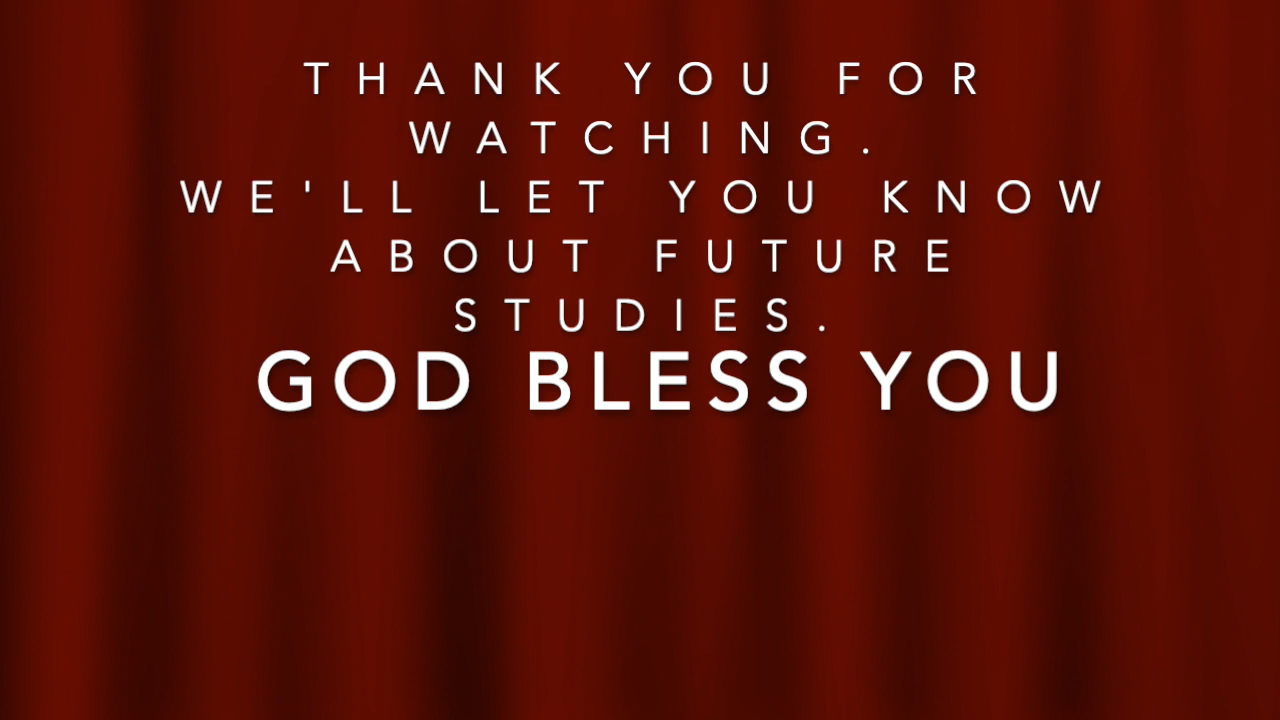 THANK YOU FOR
WATCHING.
WE'LL LET YOU KNOW
ABOUT FUTURE
STUDIES.
GOD BLESS YOU